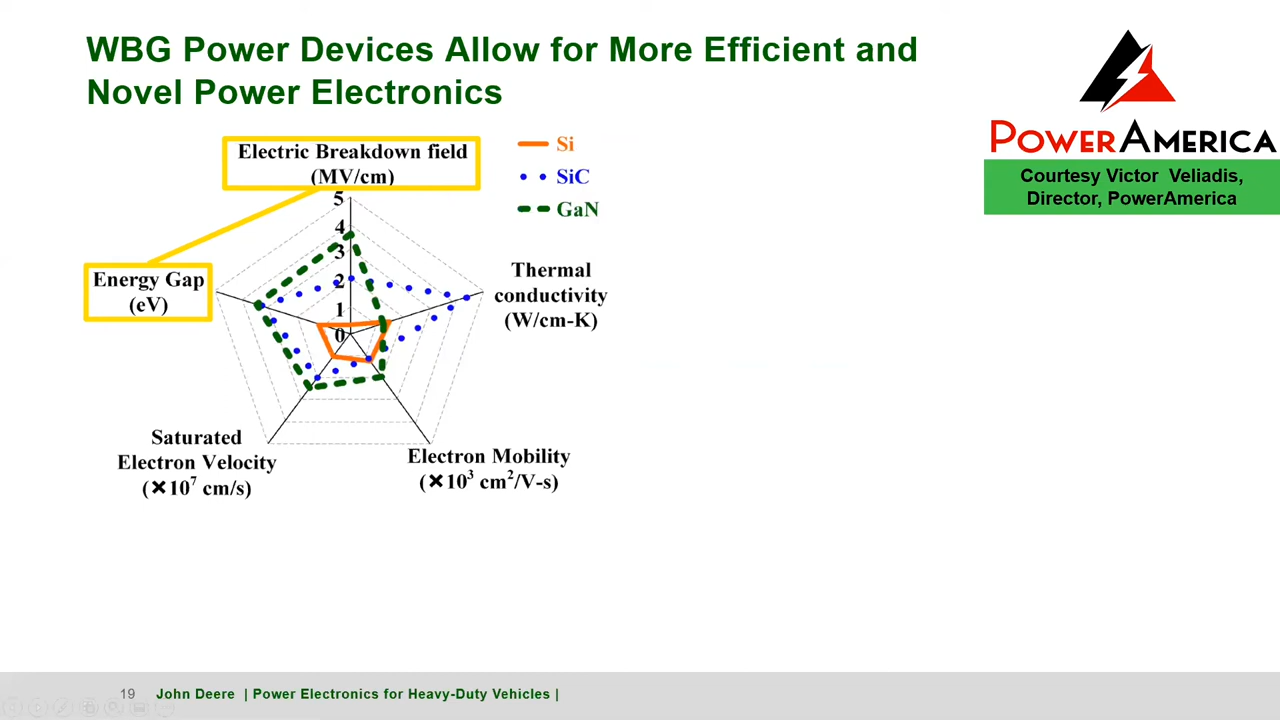 WBG Power Devices Allow for More Efficient and
Novel Power Electronics
POWERAMERICA
Courtesy Victor Veliadis,
Director, PowerAmerica
Electric Breakdown field
(MV/cm)
Si
SiC
GaN
5
4
3
2
1
0
Energy Gap
(eV)
Thermal
conductivity
(W/cm-K)
Saturated
Electron Velocity
(×10⁷ cm/s)
Electron Mobility
(×10³ cm²/V-s)
19 John Deere | Power Electronics for Heavy-Duty Vehicles |